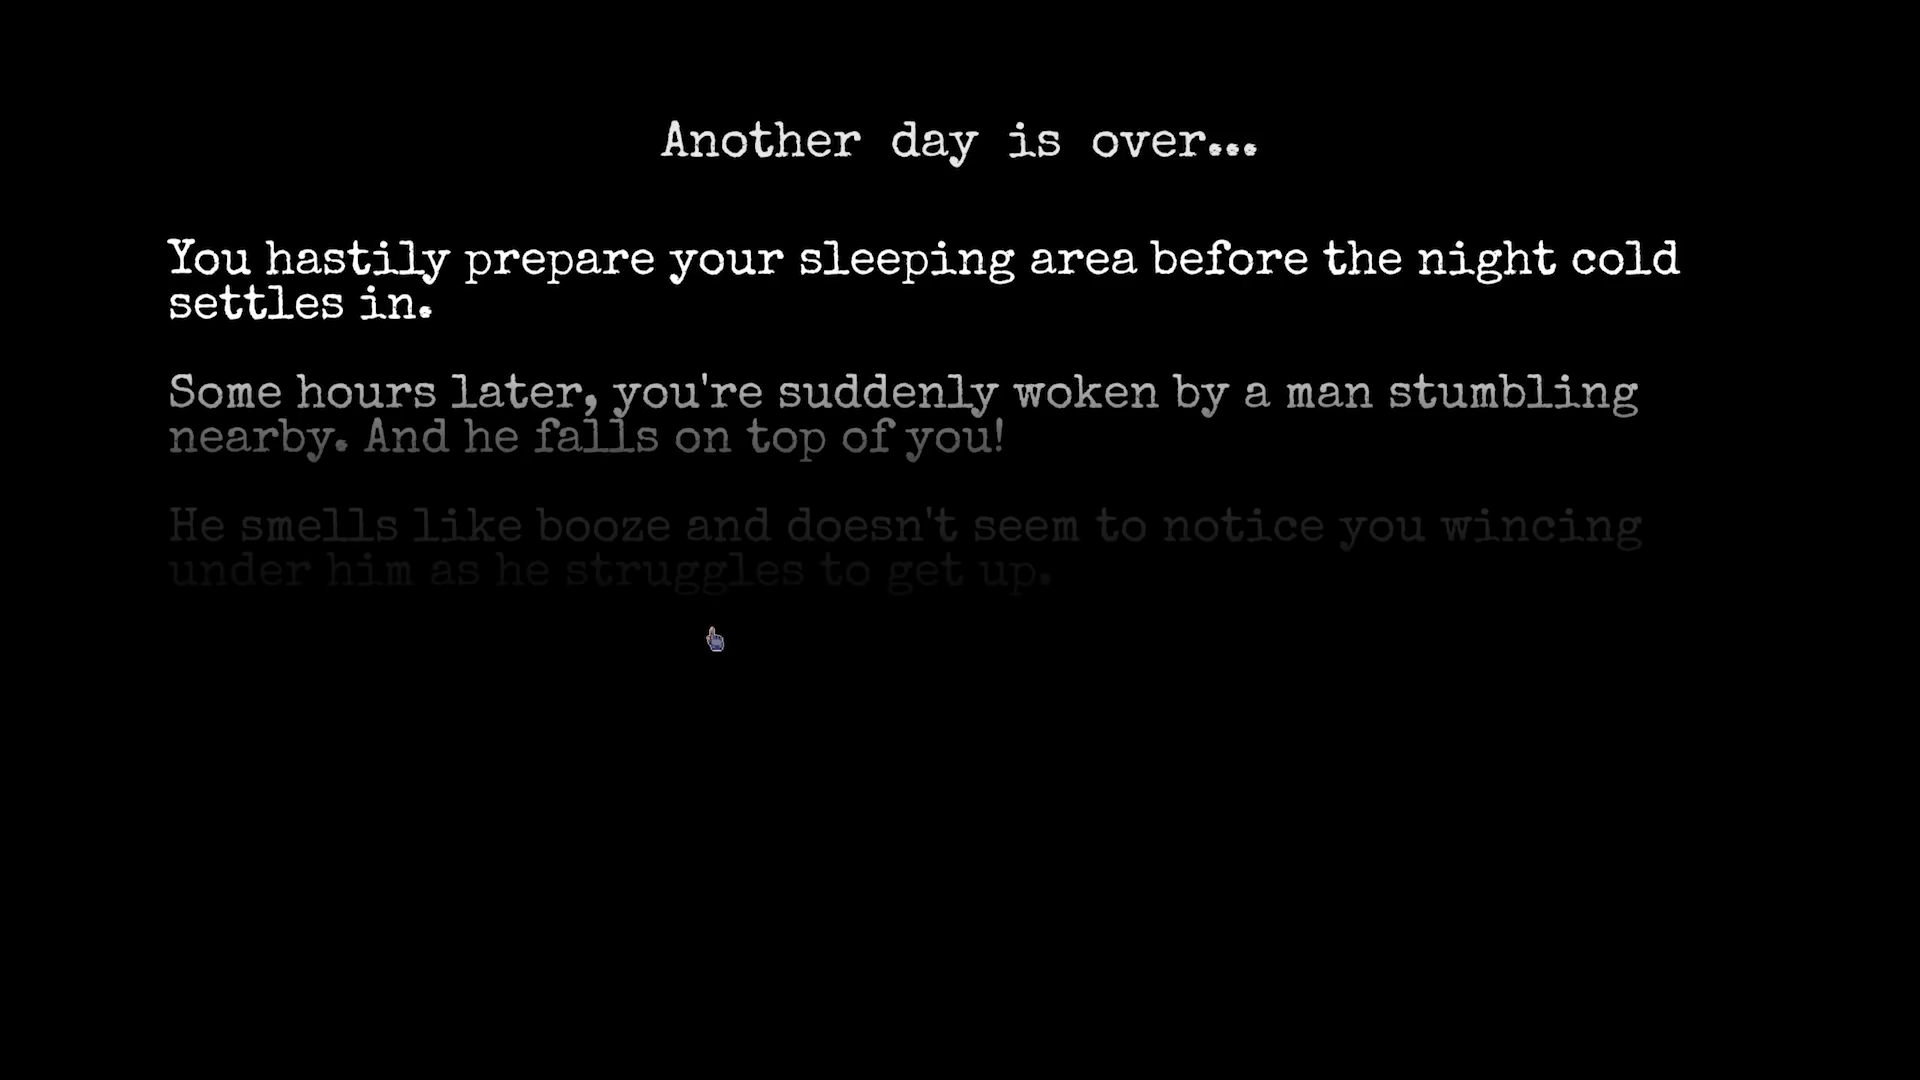 Another day is over...
You hastily prepare your sleeping area before the night cold
settles in.
Some hours later, you're suddenly woken by a man stumbling
nearby. And he falls on top of you!
He smells like booze and doesn't seem to notice you wincing
under him as he struggles to get up.